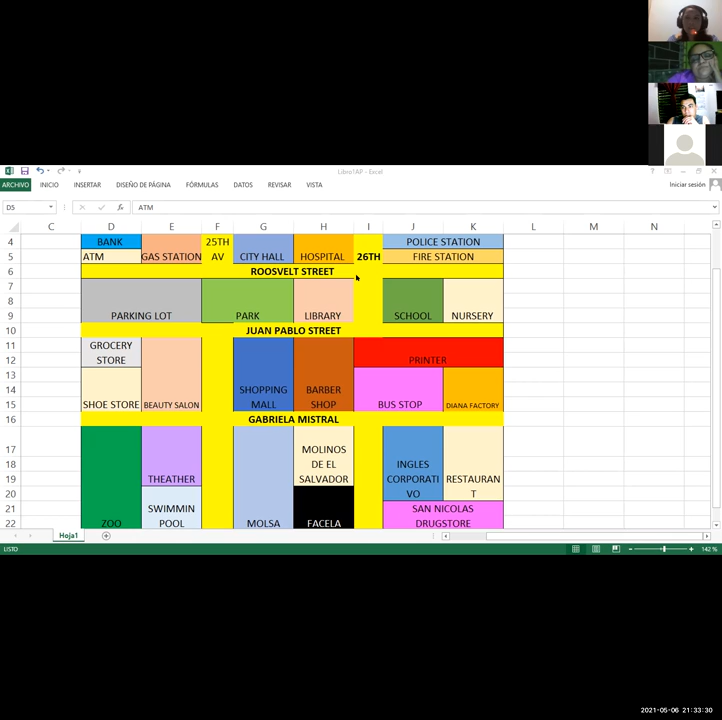 Libro1AP - Excel
ARCHIVO INICIO INSERTAR DISEÑO DE PÁGINA FÓRMULAS DATOS REVISAR VISTA Iniciar sesión
D5 fx ATM
C D E F G H I J K L M N
4 BANK 25TH POLICE STATION
5 ATM GAS STATION AV CITY HALL HOSPITAL 26TH FIRE STATION
6 ROOSVELT STREET
7
8
9 PARKING LOT PARK LIBRARY SCHOOL NURSERY
10 JUAN PABLO STREET
11 GROCERY
12 STORE PRINTER
13
14 SHOPPING BARBER
15 SHOE STORE BEAUTY SALON MALL SHOP BUS STOP DIANA FACTORY
16 GABRIELA MISTRAL
17 MOLINOS
18 DE EL INGLES
19 THEATHER SALVADOR CORPORATI RESTAURAN
20 VO T
21 SWIMMIN SAN NICOLAS
22 ZOO POOL MOLSA FACELA DRUGSTORE
Hoja1
LISTO 142 %
2021-05-06 21:33:30